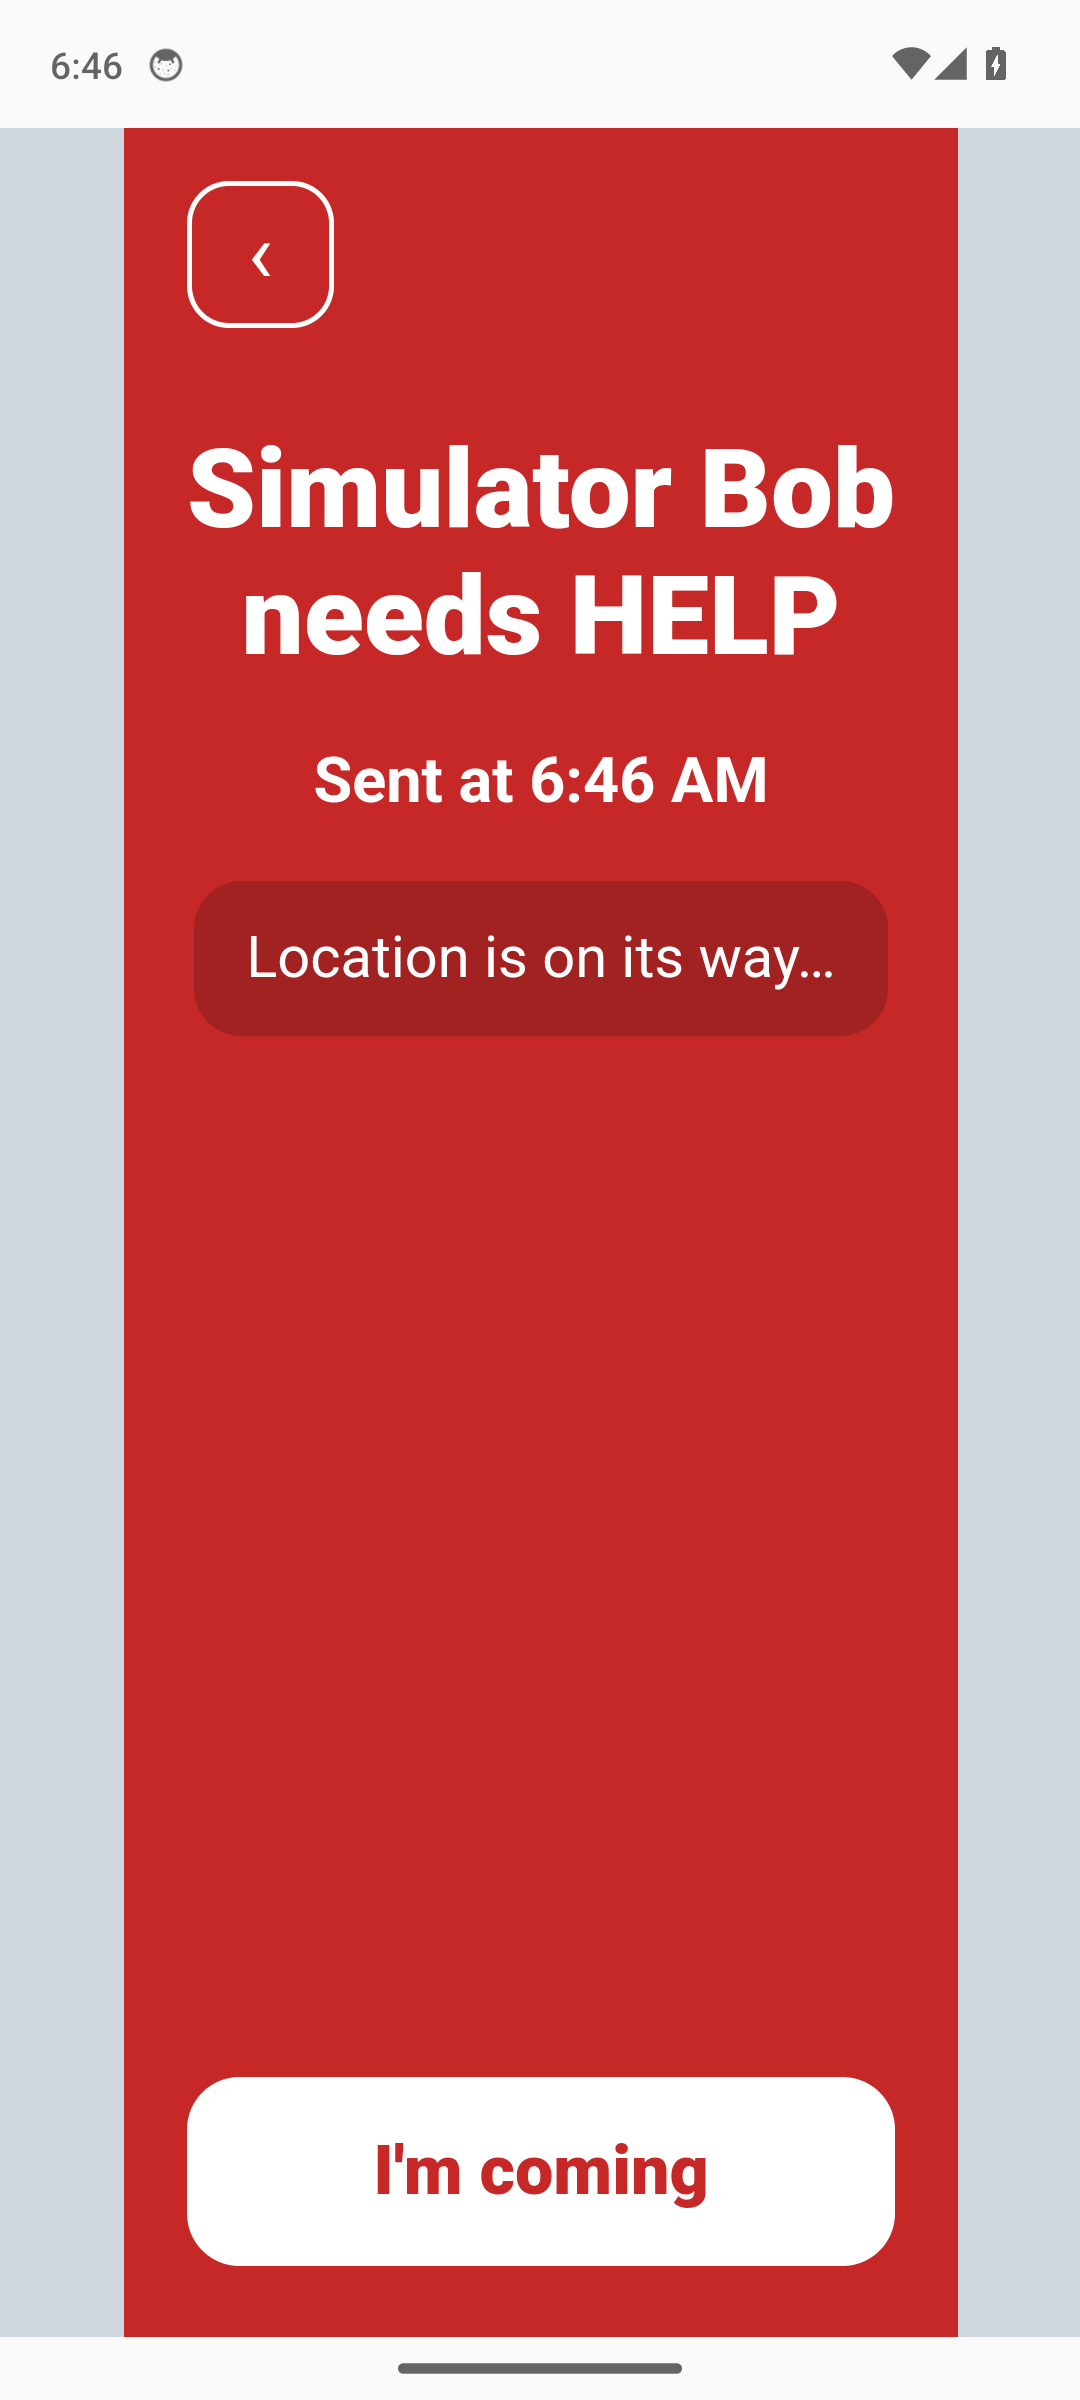 6:46
‹
Simulator Bob
needs HELP
Sent at 6:46 AM
Location is on its way…
I'm coming